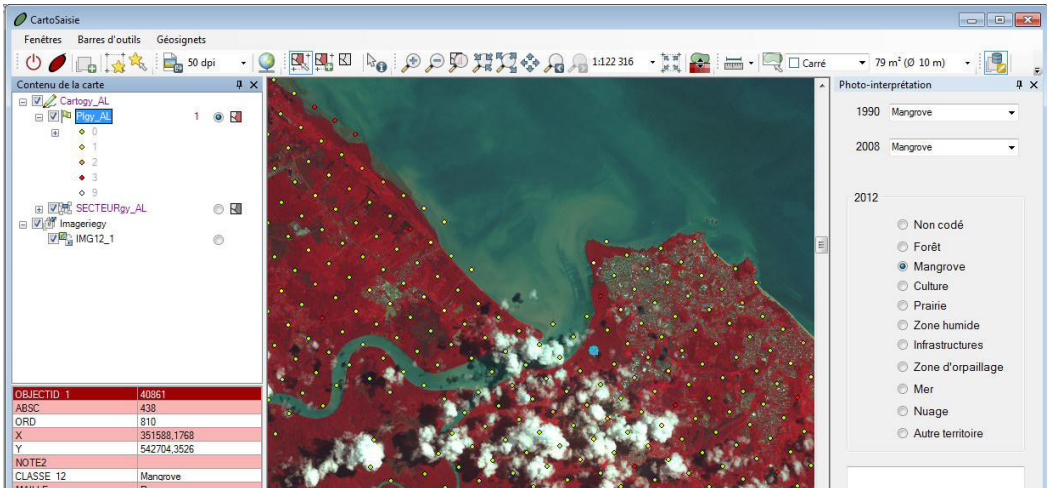 CartoSaisie
Fenêtres Barres d'outils Géosignets
50 dpi 1:122 316 Carré 79 m² (Ø 10 m)
Contenu de la carte
Cartogy_AL
Plgy_AL 1
0
1
2
3
9
SECTEURgy_AL
Imageriegy
IMG12_1
OBJECTID_1 40861
ABSC 438
ORD 810
X 351588,1768
Y 542704,3526
NOTE2
CLASSE_12 Mangrove
MAILLE
Photo-interprétation
1990 Mangrove
2008 Mangrove
2012
Non codé
Forêt
Mangrove
Culture
Prairie
Zone humide
Infrastructures
Zone d'orpaillage
Mer
Nuage
Autre territoire